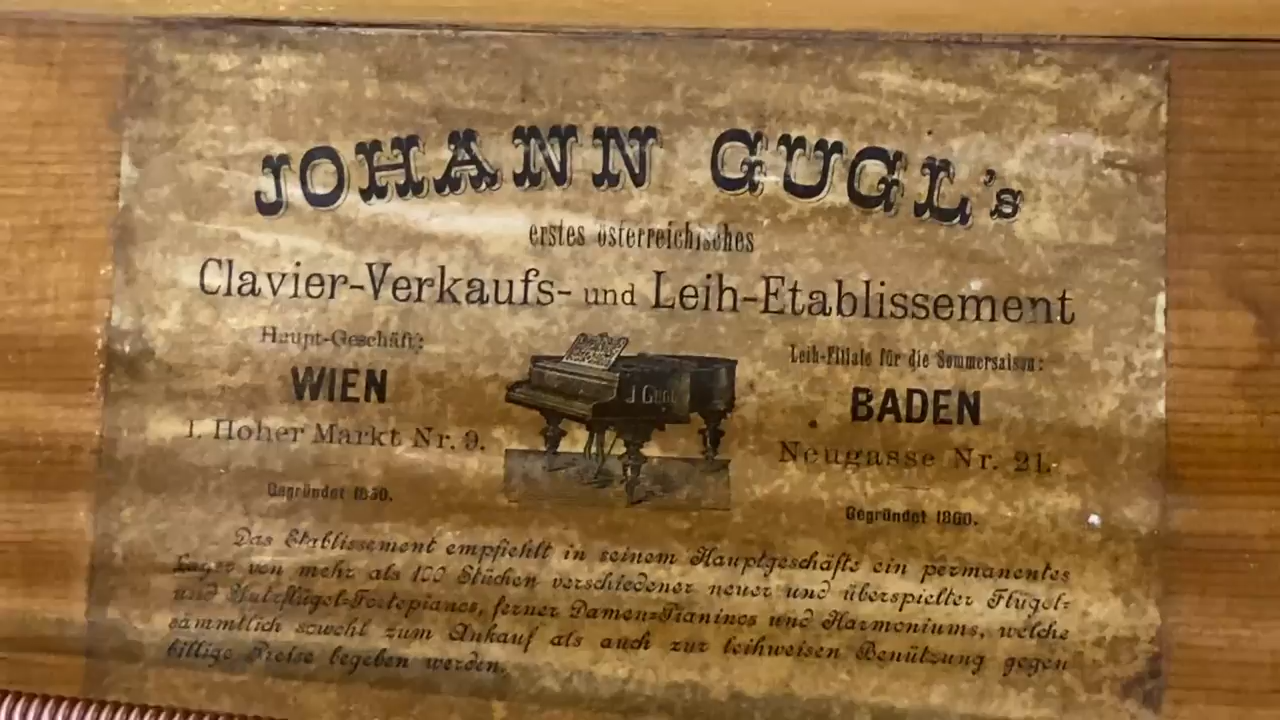 JOHANN GUGL's
erstes österreichisches
Clavier-Verkaufs- und Leih-Etablissement
Haupt-Geschäft:
WIEN
I. Hoher Markt Nr. 9.
Gegründet
J Gugl
Leih-Filiale für die Sommersaison:
BADEN
Neugasse Nr. 21.
Gegründet 1860.
Das Etablissement empfiehlt in seinem Hauptgeschäfte ein permanentes
Lager von mehr als 100 Stücken verschiedener neuer und überspielter Flügel-
und Stutzflügel-Fortepianos, ferner Damen-Pianinos und Harmoniums, welche
sämmtlich sowohl zum Ankauf als auch zur leihweisen Benützung gegen
billige Preise begeben werden.